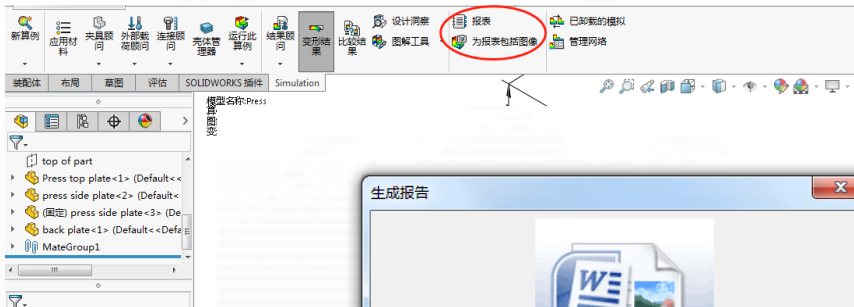 设计洞察 报表 已卸载的模拟
新算例 应用材料 夹具顾问 外部载荷顾问 连接顾问 壳体管理器 运行此算例 结果顾问 变形结果 比较结果 图解工具 为报表包括图像 管理网络
装配体 布局 草图 评估 SOLIDWORKS 插件 Simulation
模型名称:Press
算
图
变
top of part
Press top plate<1> (Default<<
press side plate<2> (Default<
(固定) press side plate<3> (De
back plate<1> (Default<<Defa
MateGroup1
生成报告
W